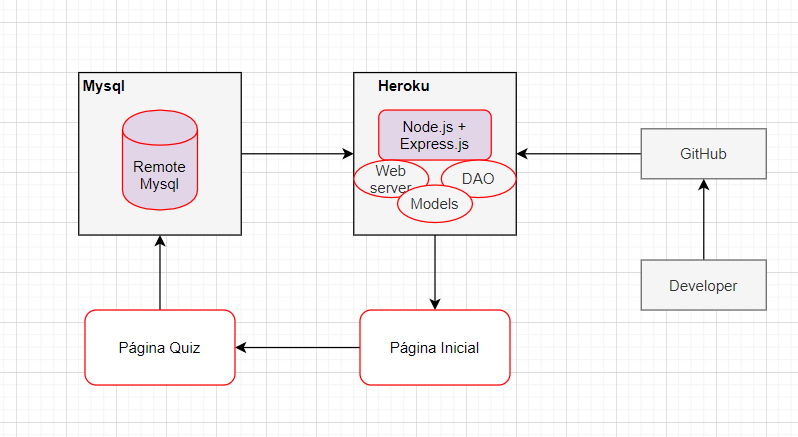 Mysql
Remote
Mysql
Heroku
Node.js +
Express.js
Web
server
DAO
Models
GitHub
Developer
Página Quiz
Página Inicial